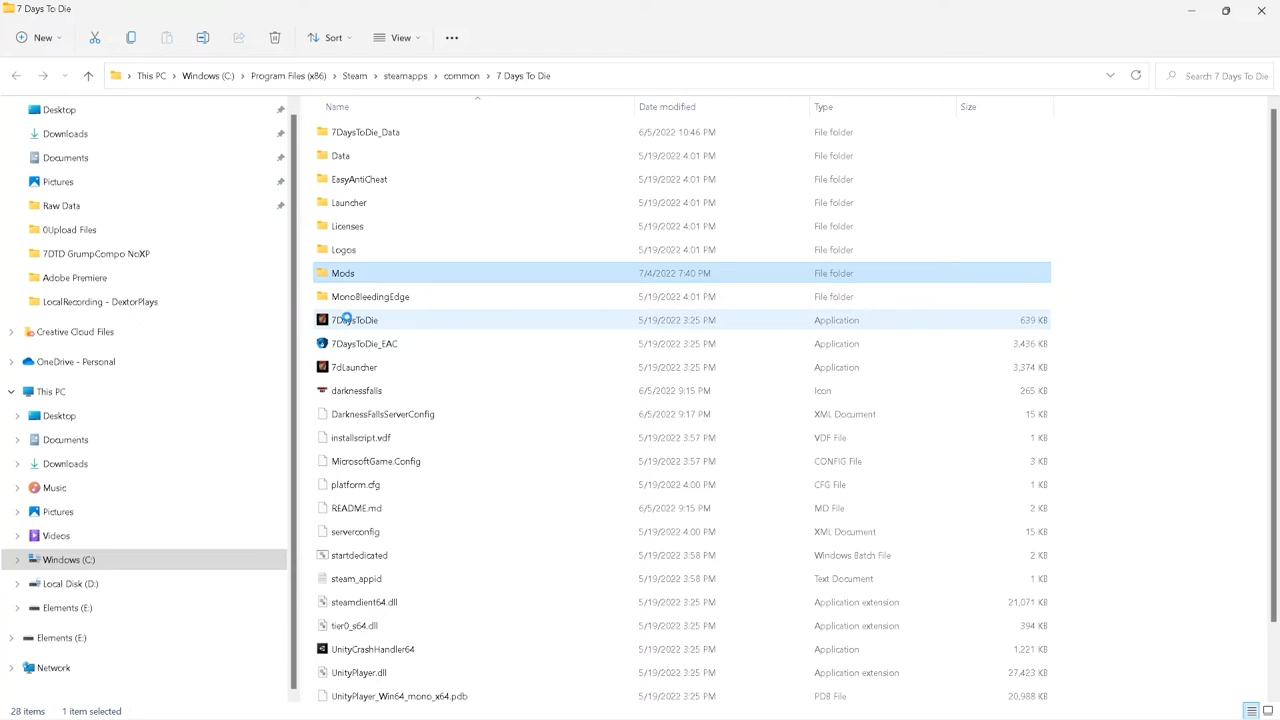 7 Days To Die
New
Sort
View
This PC > Windows (C:) > Program Files (x86) > Steam > steamapps > common > 7 Days To Die
Search 7 Days To Die
Desktop
Downloads
Documents
Pictures
Raw Data
0Upload Files
7DTD GrumpCompo NoXP
Adobe Premiere
LocalRecording - DextorPlays
Creative Cloud Files
OneDrive - Personal
This PC
Desktop
Documents
Downloads
Music
Pictures
Videos
Windows (C:)
Local Disk (D:)
Elements (E:)
Elements (E:)
Network
Name Date modified Type Size
7DaysToDie_Data 6/5/2022 10:46 PM File folder
Data 5/19/2022 4:01 PM File folder
EasyAntiCheat 5/19/2022 4:01 PM File folder
Launcher 5/19/2022 4:01 PM File folder
Licenses 5/19/2022 4:01 PM File folder
Logos 5/19/2022 4:01 PM File folder
Mods 7/4/2022 7:40 PM File folder
MonoBleedingEdge 5/19/2022 4:01 PM File folder
7DaysToDie 5/19/2022 3:25 PM Application 639 KB
7DaysToDie_EAC 5/19/2022 3:25 PM Application 3,436 KB
7dLauncher 5/19/2022 3:25 PM Application 3,374 KB
darknessfalls 6/5/2022 9:15 PM Icon 265 KB
DarknessFallsServerConfig 6/5/2022 9:17 PM XML Document 15 KB
installscript.vdf 5/19/2022 3:57 PM VDF File 1 KB
MicrosoftGame.Config 5/19/2022 3:57 PM CONFIG File 3 KB
platform.cfg 5/19/2022 4:00 PM CFG File 1 KB
README.md 6/5/2022 9:15 PM MD File 2 KB
serverconfig 5/19/2022 4:00 PM XML Document 15 KB
startdedicated 5/19/2022 3:58 PM Windows Batch File 2 KB
steam_appid 5/19/2022 3:58 PM Text Document 1 KB
steamclient64.dll 5/19/2022 3:25 PM Application extension 21,071 KB
tier0_s64.dll 5/19/2022 3:25 PM Application extension 394 KB
UnityCrashHandler64 5/19/2022 3:25 PM Application 1,221 KB
UnityPlayer.dll 5/19/2022 3:25 PM Application extension 27,423 KB
UnityPlayer_Win64_mono_x64.pdb 5/19/2022 3:25 PM PDB File 20,988 KB
28 items 1 item selected